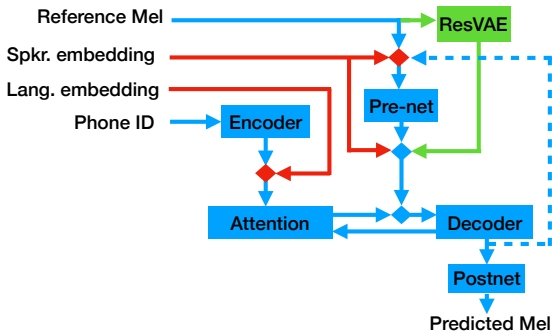 Reference Mel
ResVAE
Spkr. embedding
Lang. embedding
Pre-net
Phone ID
Encoder
Attention
Decoder
Postnet
Predicted Mel